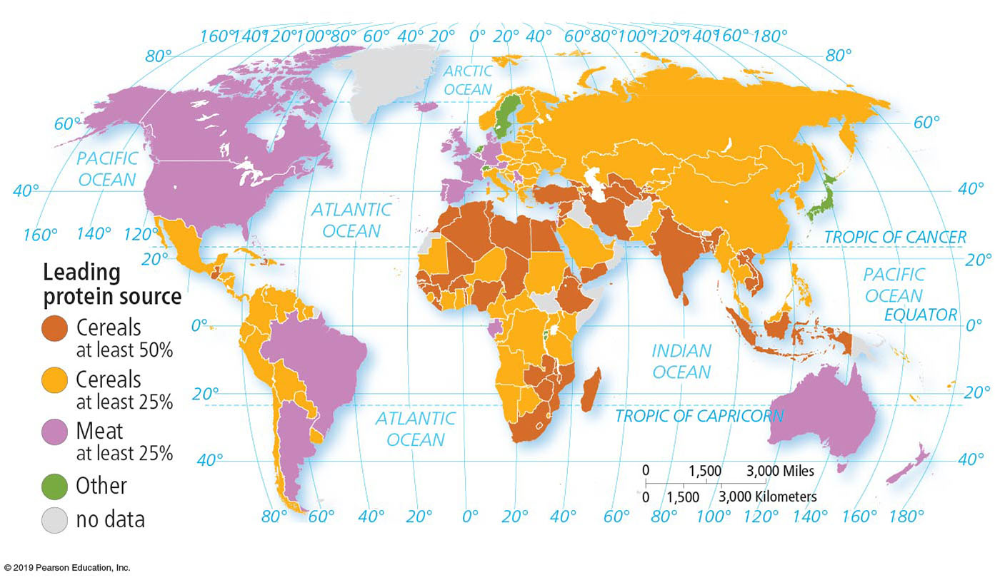 160° 140° 120° 100° 80° 60° 40° 20° 0° 20° 40° 60° 80° 100° 120° 140° 160° 180°
80° 80°
ARCTIC
OCEAN
60° 60°
PACIFIC
OCEAN
40° 40°
ATLANTIC
OCEAN
160° 140° 120°
TROPIC OF CANCER
20° 20°
Leading
protein source
Cereals
at least 50%
Cereals
at least 25%
Meat
at least 25%
Other
no data
PACIFIC
OCEAN
EQUATOR
0° 0°
INDIAN
OCEAN
20° 20°
TROPIC OF CAPRICORN
ATLANTIC
OCEAN
40° 40°
0 1,500 3,000 Miles
0 1,500 3,000 Kilometers
80° 60° 40° 20° 0° 20° 40° 60° 80° 100° 120° 140° 160° 180°
© 2019 Pearson Education, Inc.